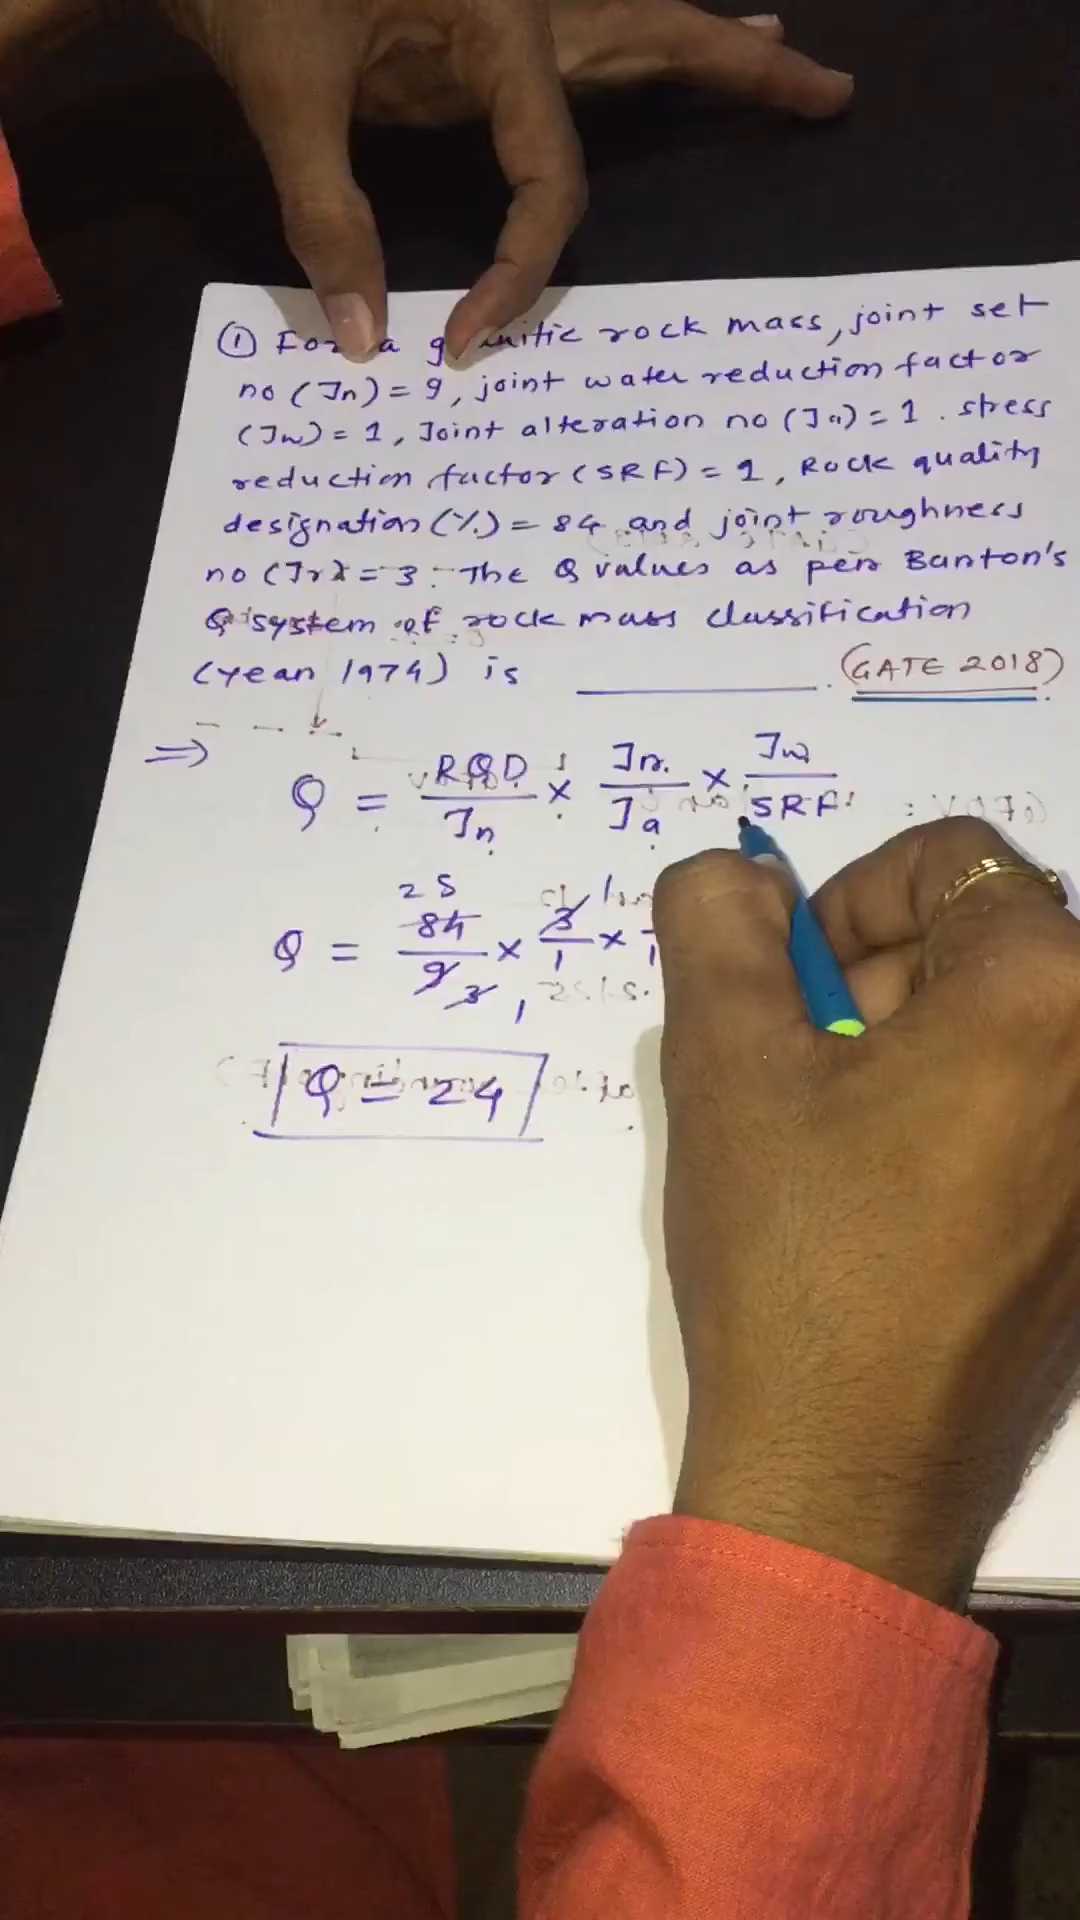 ① For a granitic rock mass, joint set
no (Jn) = 9, joint water reduction factor
(Jw) = 1, Joint alteration no (Ja) = 1. stress
reduction factor (SRF) = 1, Rock quality
designation (%) = 84 and joint roughness
no (Jr) = 3. The Q values as per Barton's
Q system of rock mass classification
(year 1974) is ________. (GATE 2018)
⇒ Q = RQD/Jn × Jr/Ja × Jw/SRF
28
Q = 84/9 × 3/1 × 1
3 1
Q = 24